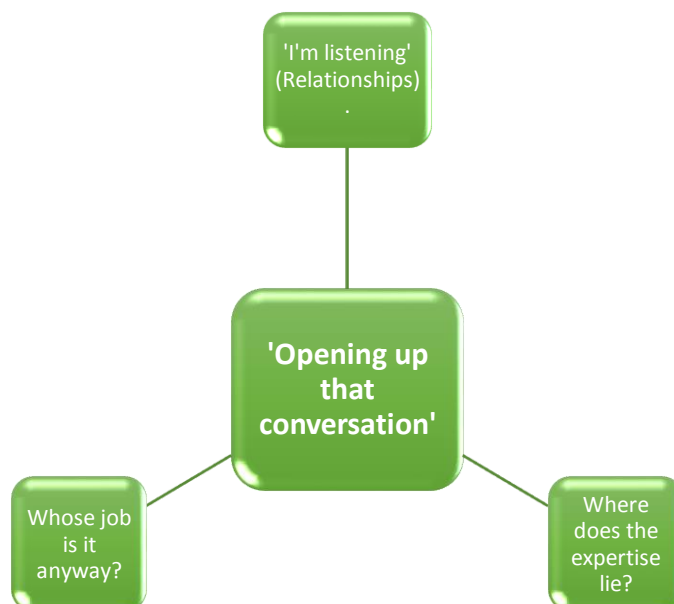 'I'm listening'
(Relationships)
.
'Opening up
that
conversation'
Whose job
is it
anyway?
Where
does the
expertise
lie?